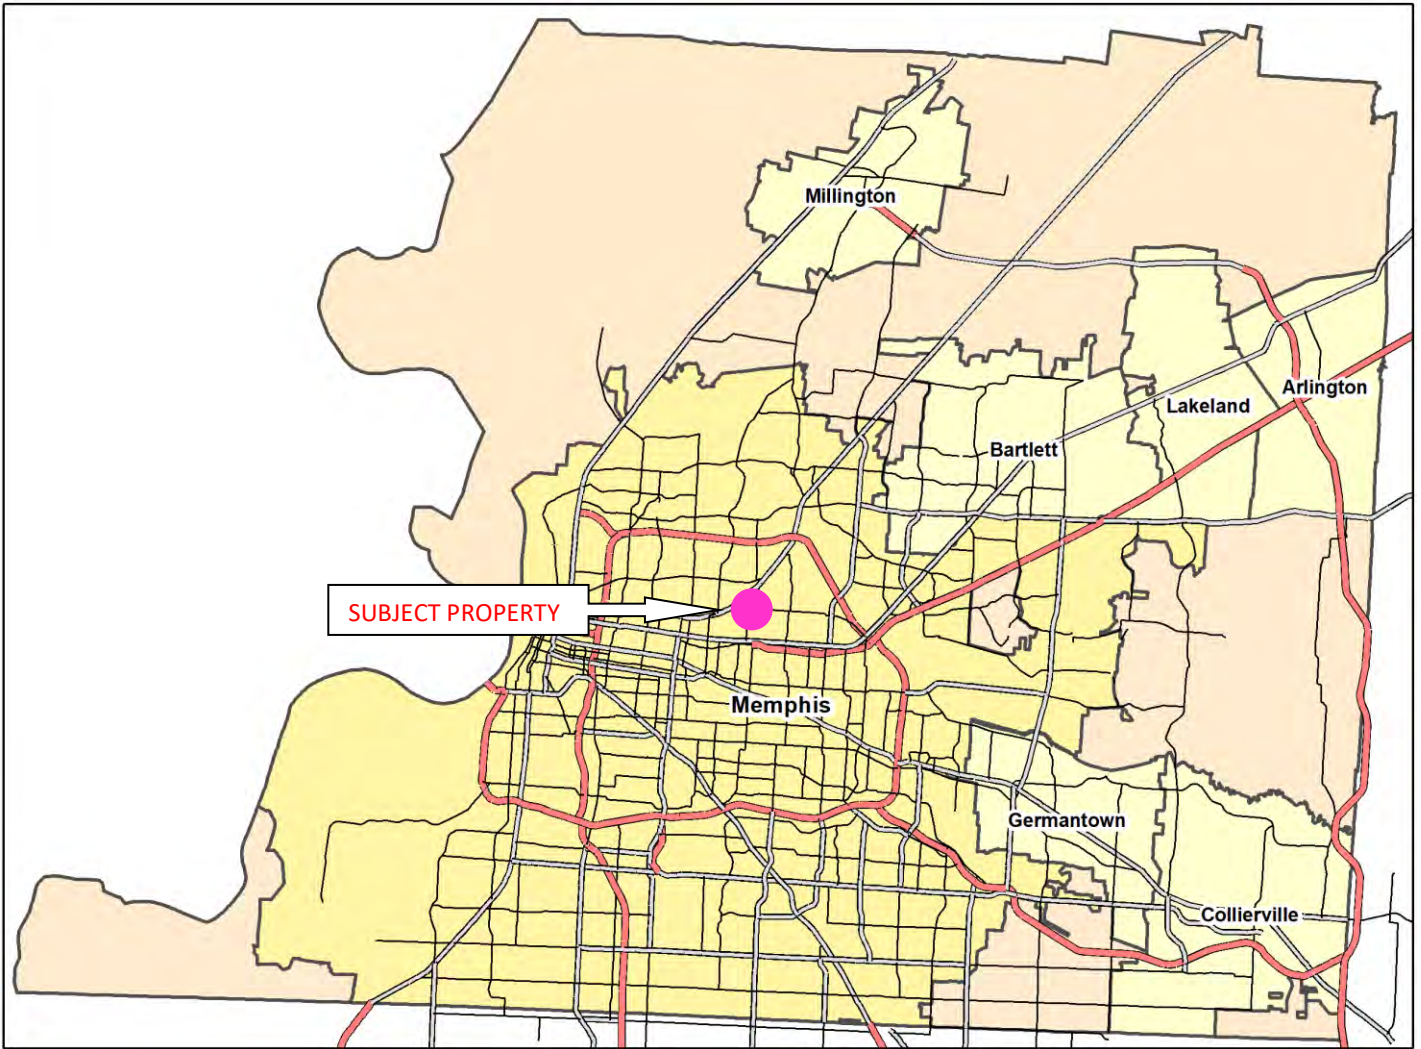 Millington
Arlington
Lakeland
Bartlett
SUBJECT PROPERTY
Memphis
Germantown
Collierville